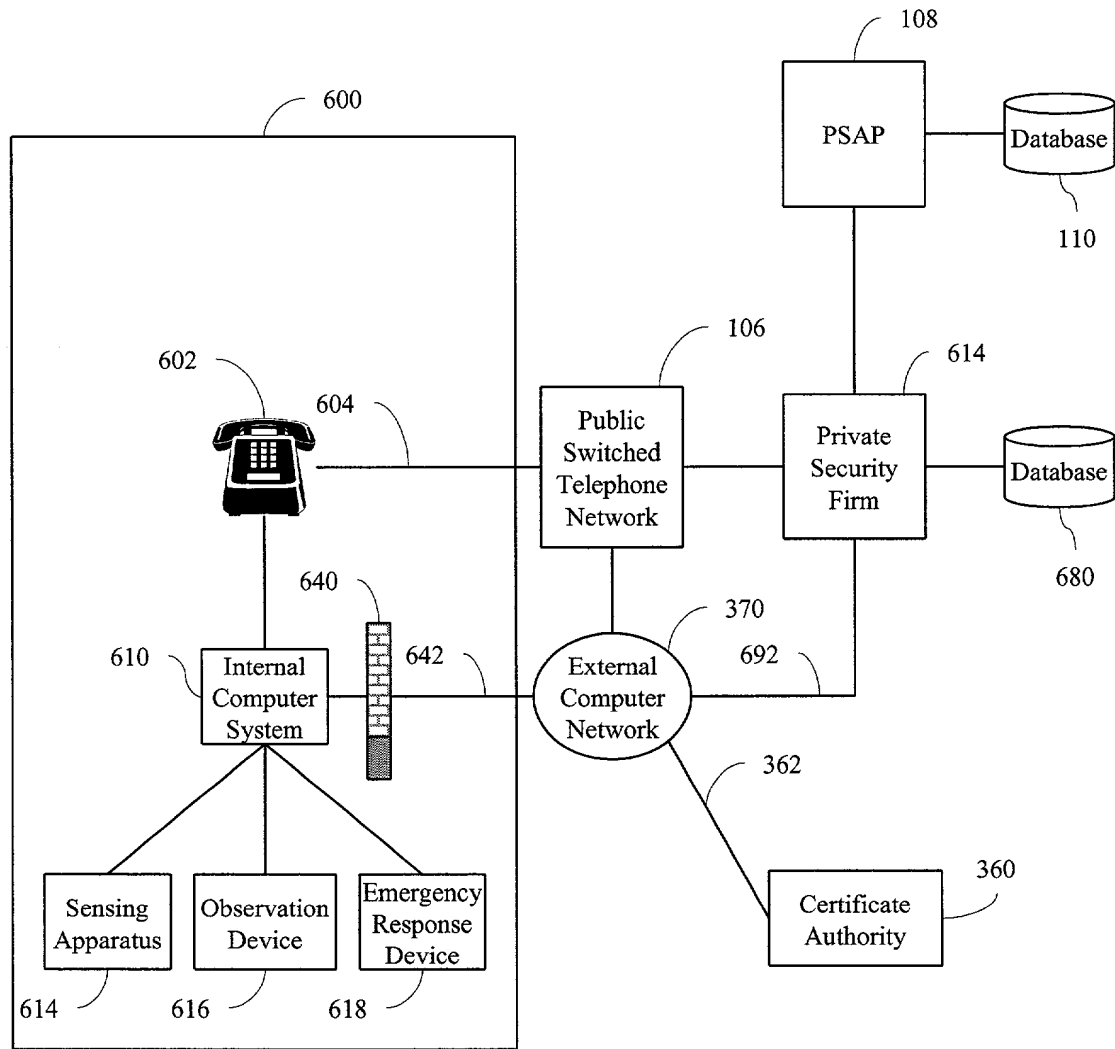 108
600
PSAP
Database
110
106
614
602
604
Public
Switched
Telephone
Network
Private
Security
Firm
Database
680
640
370
610
Internal
Computer
System
642
External
Computer
Network
692
362
Sensing
Apparatus
Observation
Device
Emergency
Response
Device
Certificate
Authority
360
614
616
618